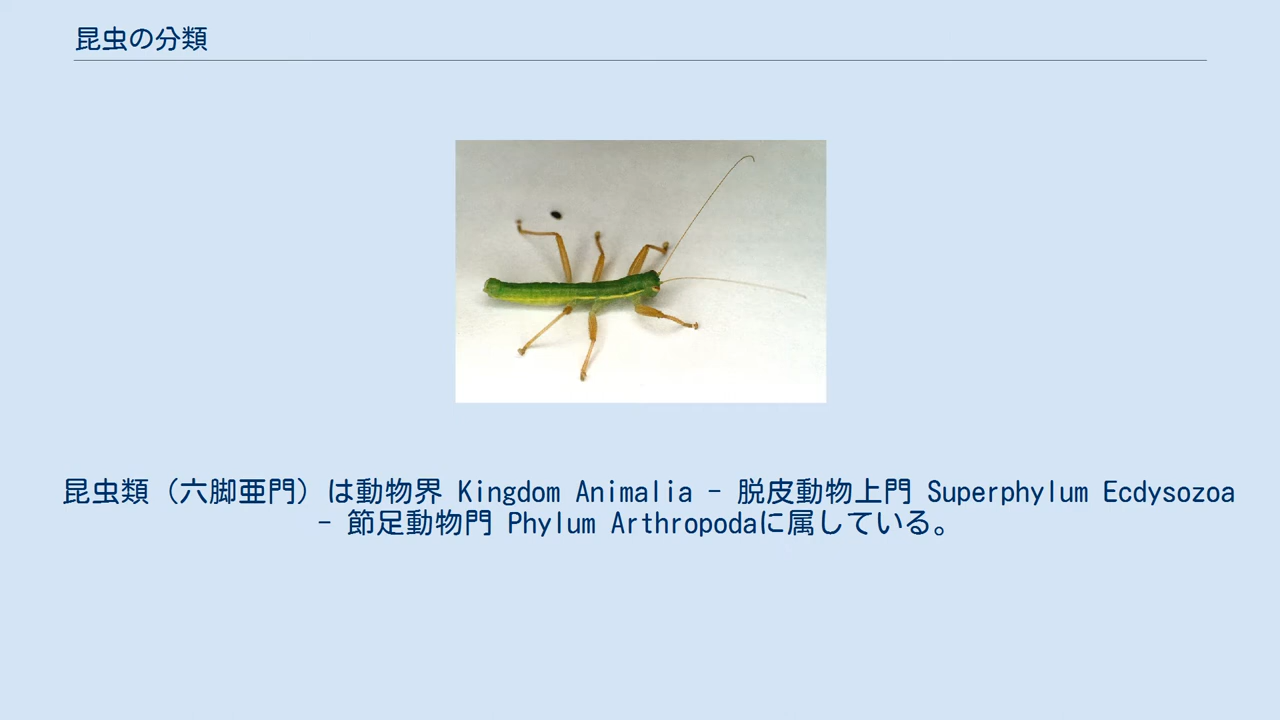 昆虫の分類
昆虫類（六脚亜門）は動物界 Kingdom Animalia － 脱皮動物上門 Superphylum Ecdysozoa
－ 節足動物門 Phylum Arthropodaに属している。